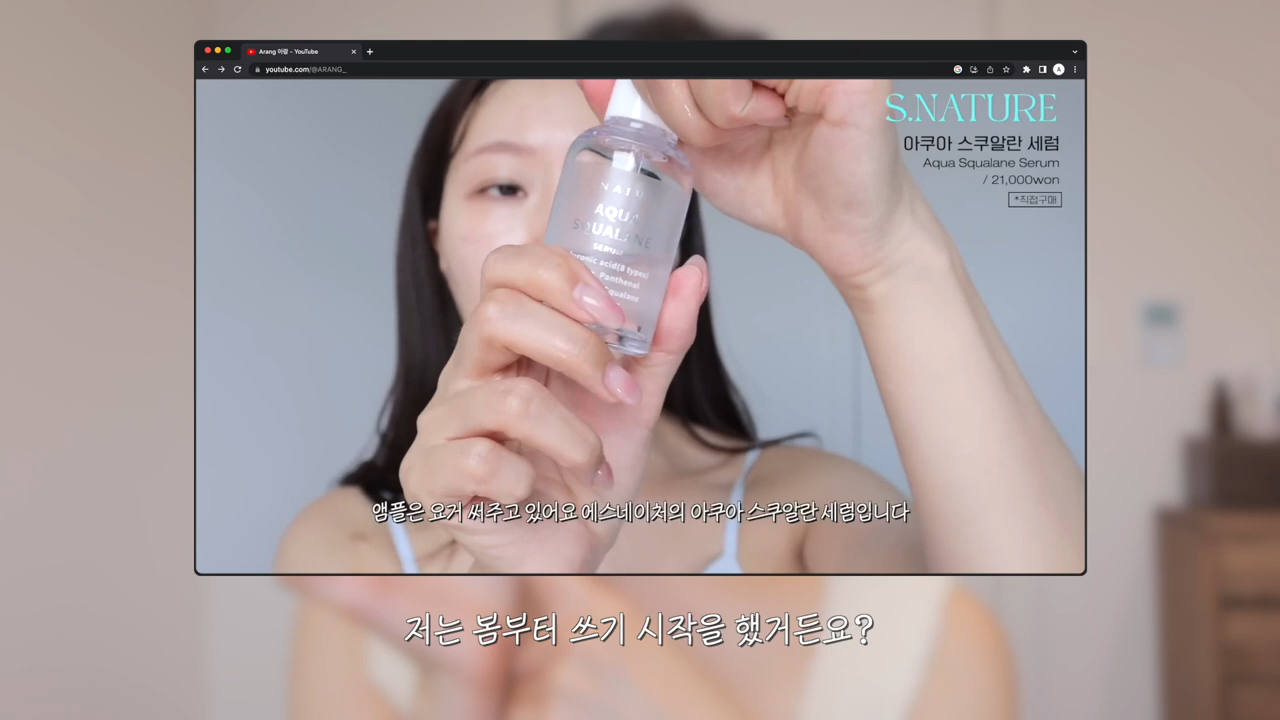 Arang 아랑 - YouTube
youtube.com/@ARANG_
A
S.NATURE
아쿠아 스쿠알란 세럼
Aqua Squalane Serum
/ 21,000won
*직접구매
AQUA
SQUALANE
SERUM
acid(8 types)
Panthenol
Squalane
앰플은 요거 써주고 있어요 에스네이처의 아쿠아 스쿠알란 세럼입니다
저는 봄부터 쓰기 시작을 했거든요?